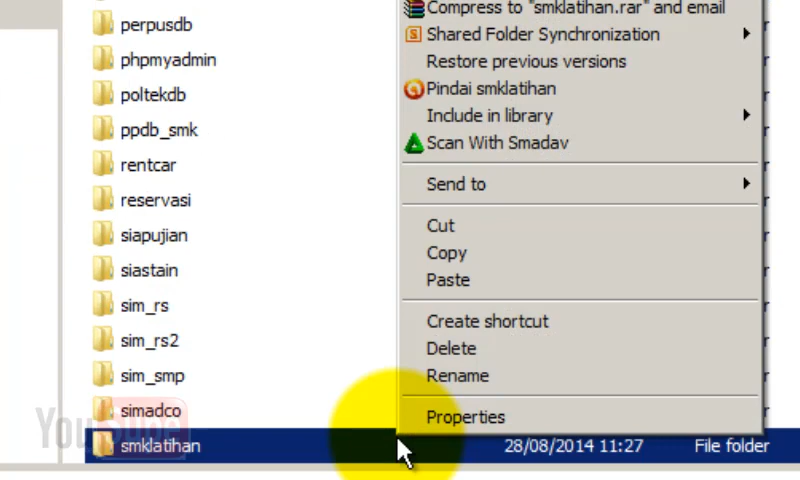 perpusdb
phpmyadmin
poltekdb
ppdb_smk
rentcar
reservasi
siapujian
siastain
sim_rs
sim_rs2
sim_smp
simadco
smklatihan 28/08/2014 11:27 File folder
Compress to "smklatihan.rar" and email
Shared Folder Synchronization
Restore previous versions
Pindai smklatihan
Include in library
Scan With Smadav
Send to
Cut
Copy
Paste
Create shortcut
Delete
Rename
Properties